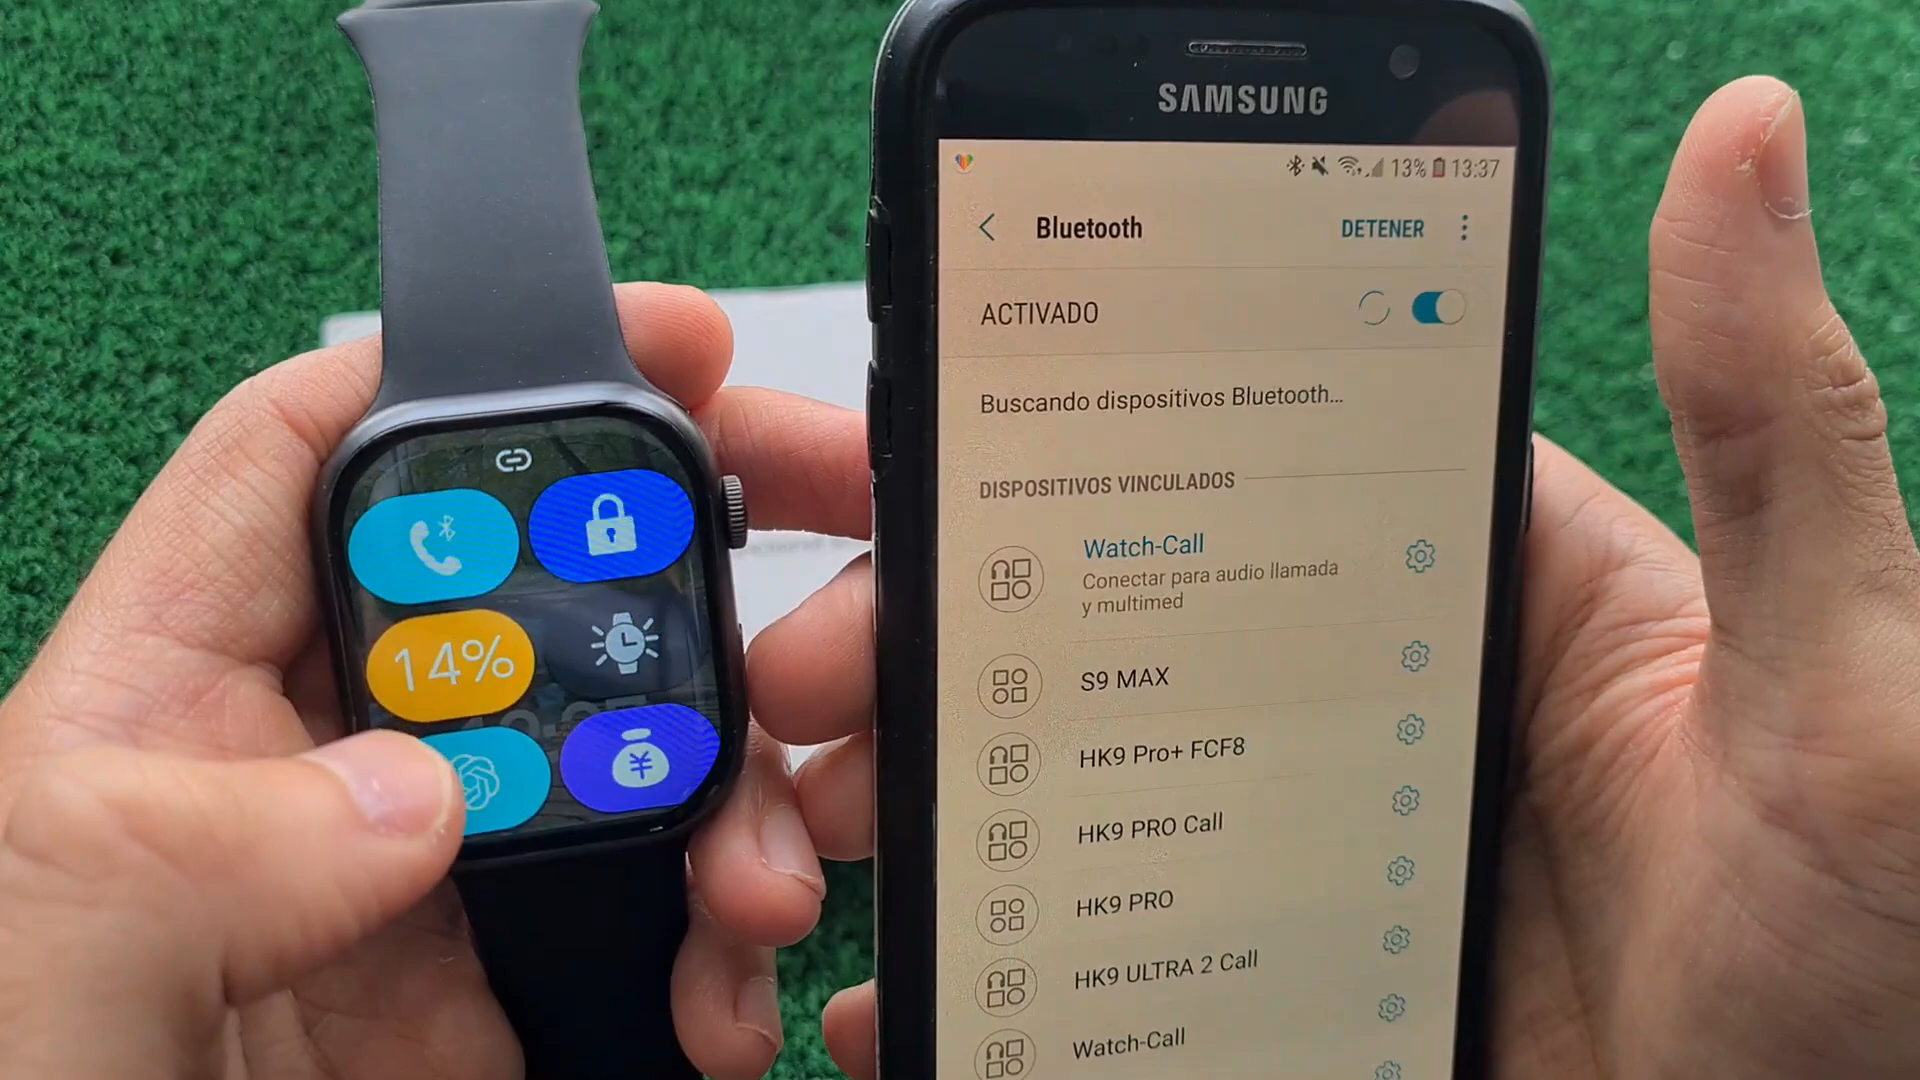 SAMSUNG
13% 13:37
Bluetooth
DETENER
ACTIVADO
Buscando dispositivos Bluetooth...
DISPOSITIVOS VINCULADOS
Watch-Call
Conectar para audio llamada
y multimed
S9 MAX
HK9 Pro+ FCF8
HK9 PRO Call
HK9 PRO
HK9 ULTRA 2 Call
Watch-Call
14%
¥